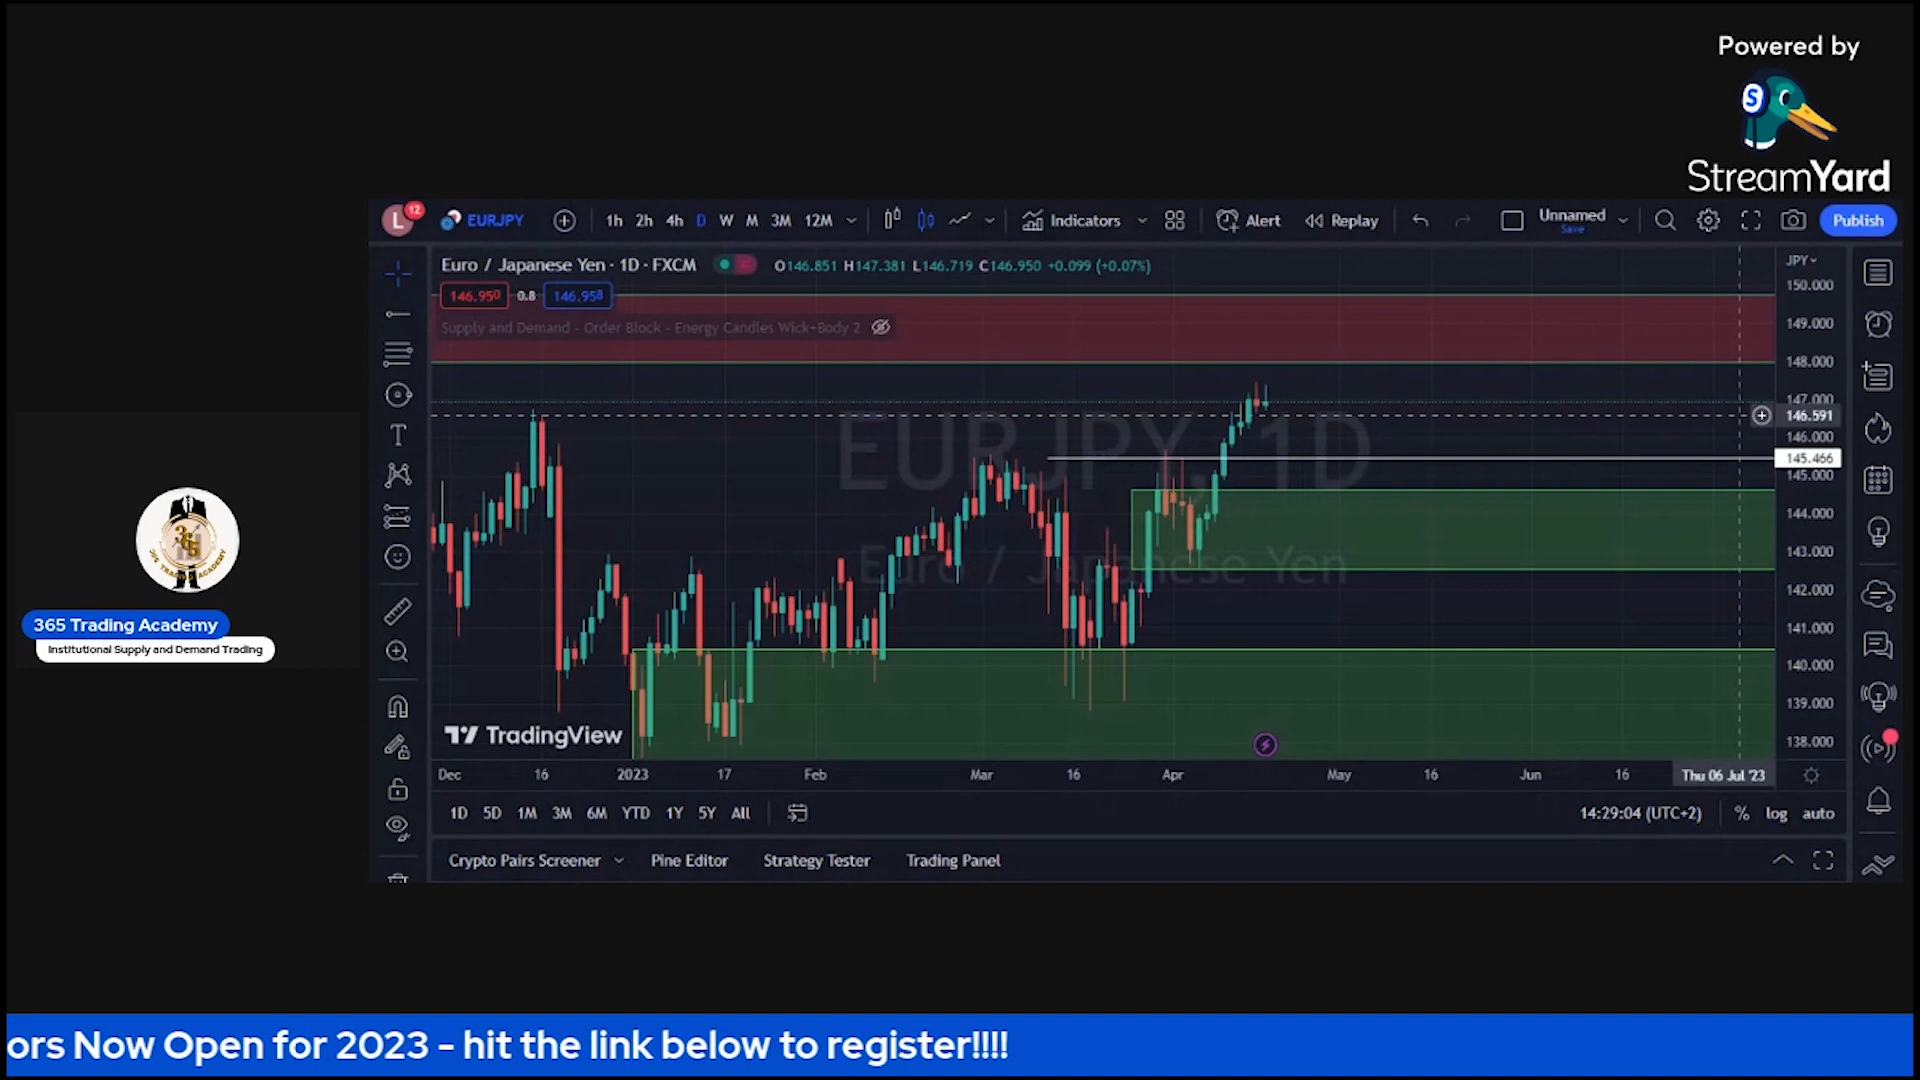 Powered by
StreamYard
L 12 EURJPY 1h 2h 4h D W M 3M 12M Indicators Alert Replay Unnamed Save Publish
Euro / Japanese Yen · 1D · FXCM O146.851 H147.381 L146.719 C146.950 +0.099 (+0.07%)
146.950 0.8 146.958
Supply and Demand - Order Block - Energy Candles Wick+Body 2
JPY
150.000
149.000
148.000
147.000
146.591
146.000
145.466
145.000
144.000
143.000
142.000
141.000
140.000
139.000
138.000
EURJPY, 1D
Euro / Japanese Yen
TradingView
Dec 16 2023 17 Feb Mar 16 Apr May 16 Jun 16 Thu 06 Jul '23
1D 5D 1M 3M 6M YTD 1Y 5Y All 14:29:04 (UTC+2) % log auto
Crypto Pairs Screener Pine Editor Strategy Tester Trading Panel
365
365 TRADING ACADEMY
365 Trading Academy
Institutional Supply and Demand Trading
ors Now Open for 2023 - hit the link below to register!!!!